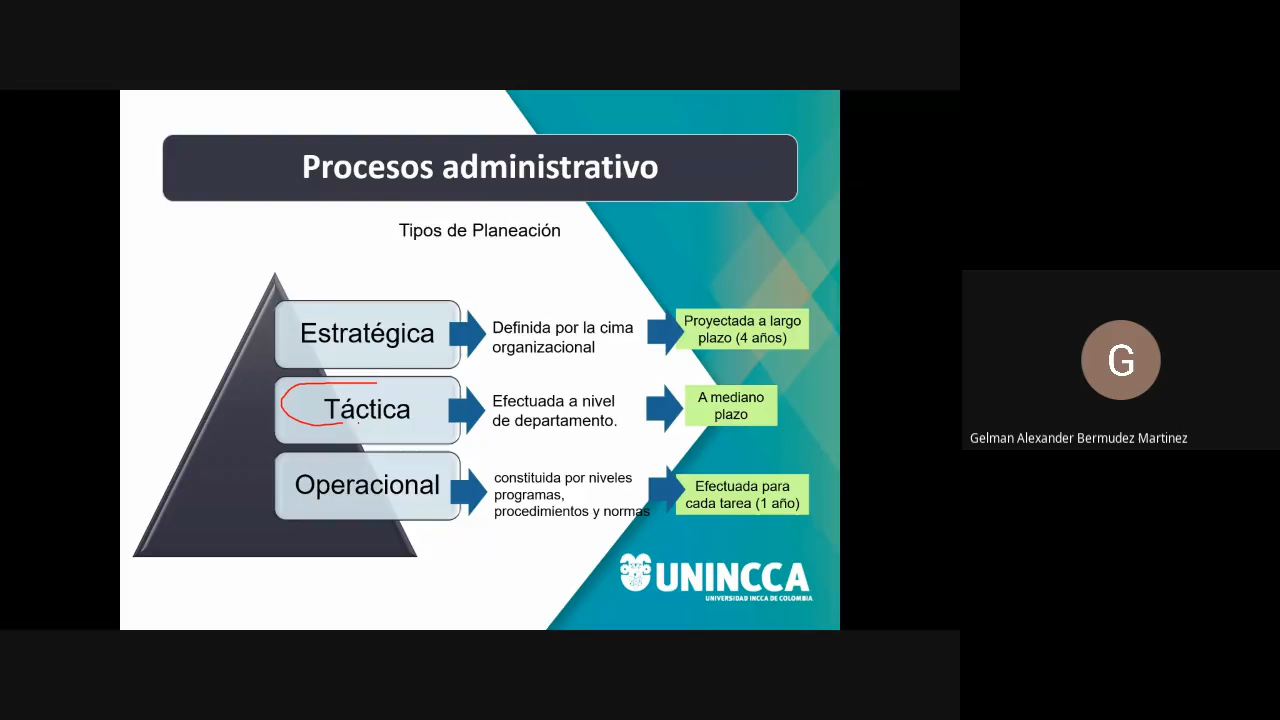 Procesos administrativo
Tipos de Planeación
Estratégica
Definida por la cima
organizacional
Proyectada a largo
plazo (4 años)
Táctica
Efectuada a nivel
de departamento.
A mediano
plazo
Operacional
constituida por niveles
programas,
procedimientos y normas
Efectuada para
cada tarea (1 año)
UNINCCA
UNIVERSIDAD INCCA DE COLOMBIA
G
Gelman Alexander Bermudez Martinez